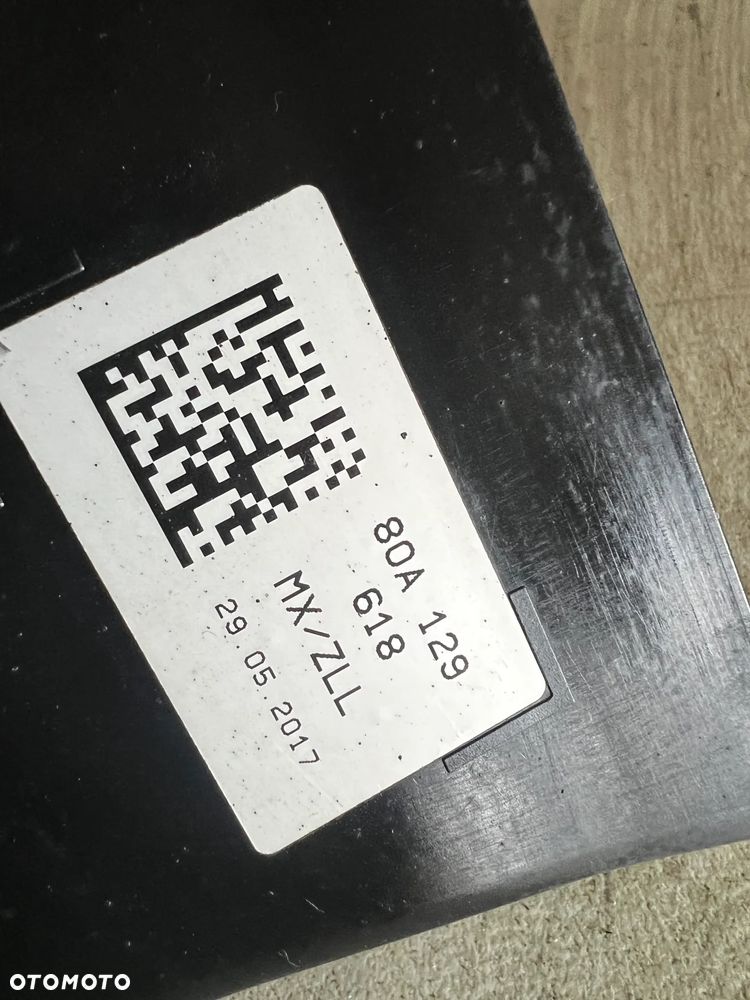 80A 129
618
MX/ZLL
29.05.2017
OTOMOTO